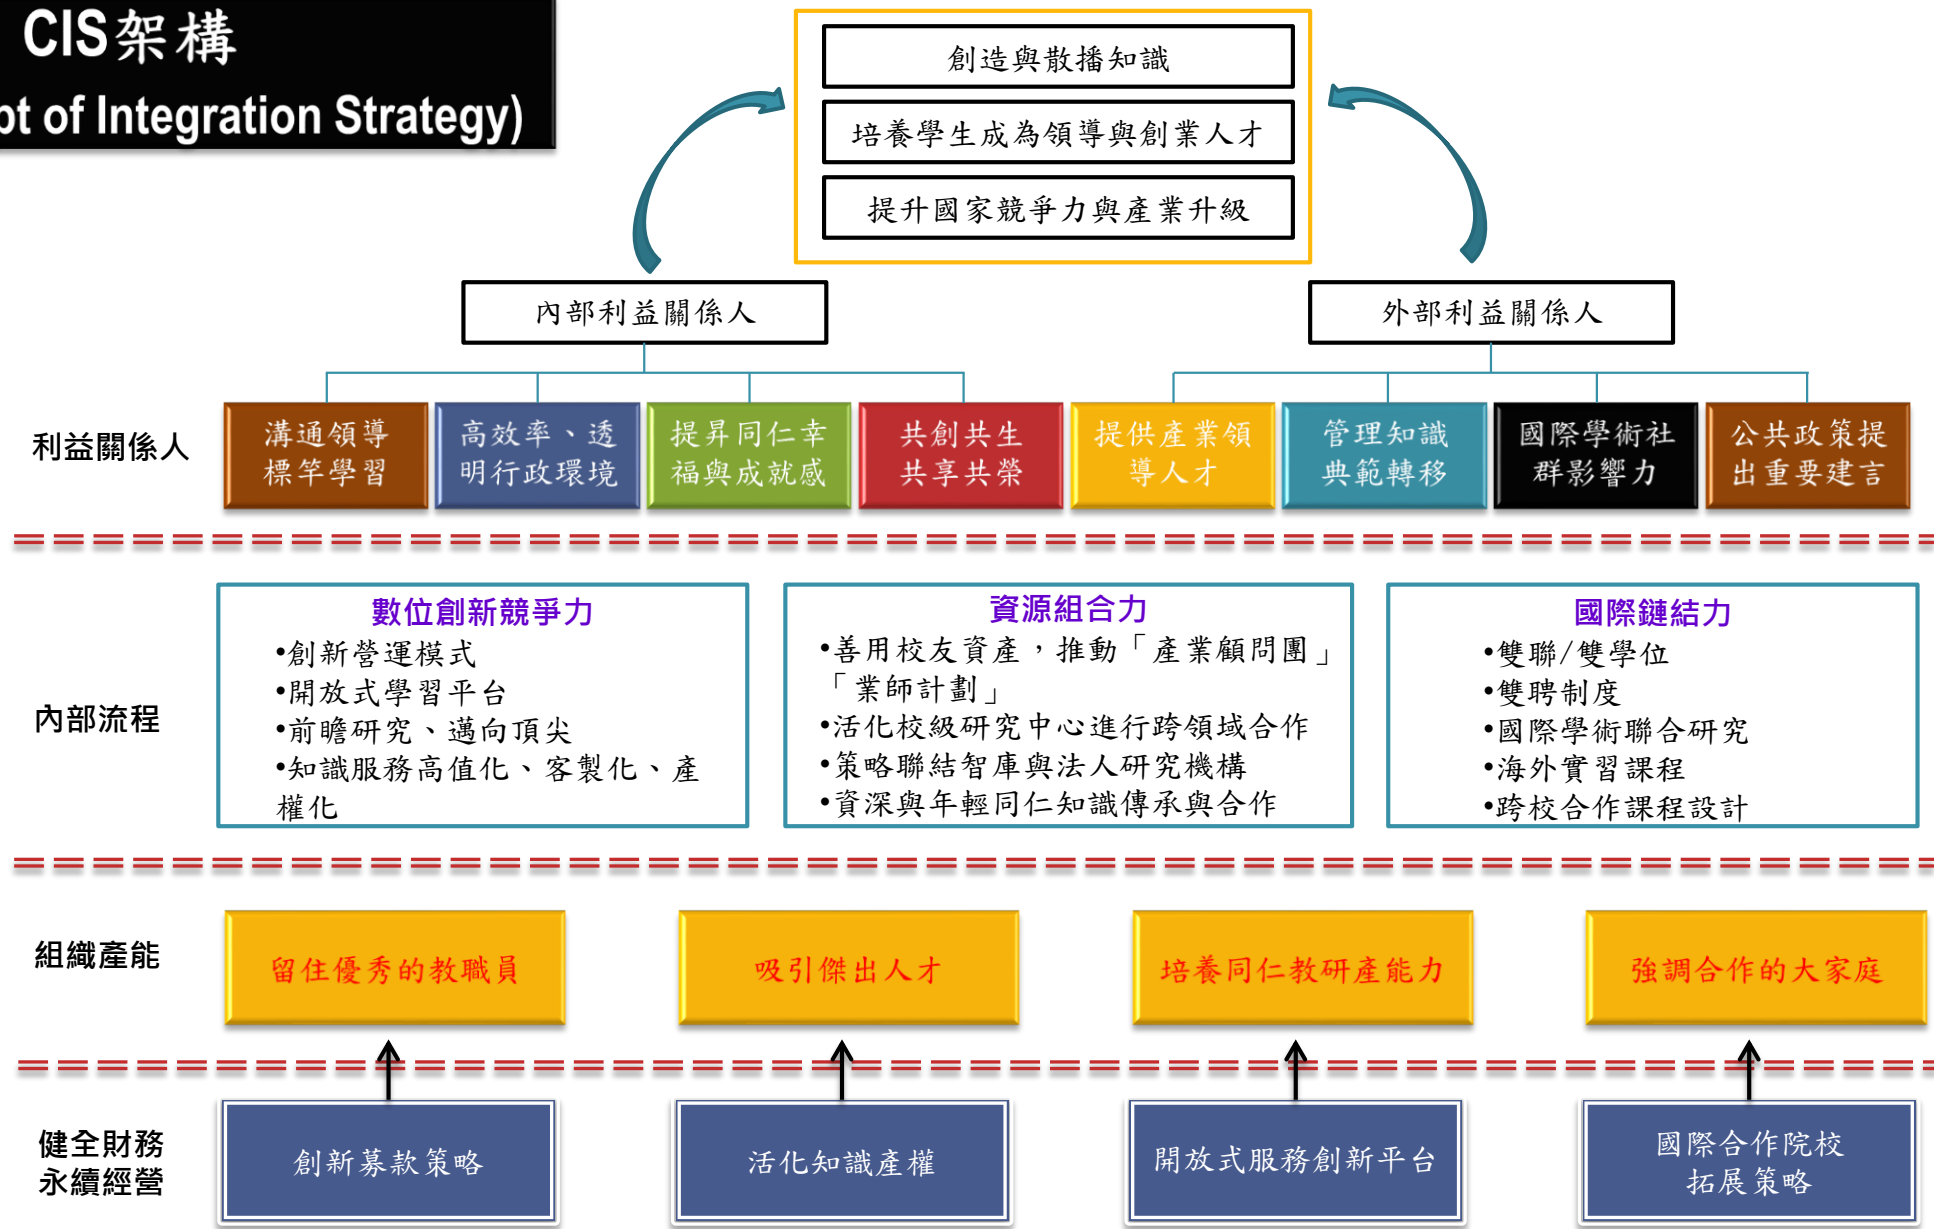 CIS架構
pt of Integration Strategy)
創造與散播知識
培養學生成為領導與創業人才
提升國家競爭力與產業升級
內部利益關係人
外部利益關係人
利益關係人
溝通領導
標竿學習
高效率、透
明行政環境
提昇同仁幸
福與成就感
共創共生
共享共榮
提供產業領
導人才
管理知識
典範轉移
國際學術社
群影響力
公共政策提
出重要建言
內部流程
數位創新競爭力
•創新營運模式
•開放式學習平台
•前瞻研究、邁向頂尖
•知識服務高值化、客製化、產
權化
資源組合力
•善用校友資產，推動「產業顧問團」
「業師計劃」
•活化校級研究中心進行跨領域合作
•策略聯結智庫與法人研究機構
•資深與年輕同仁知識傳承與合作
國際鏈結力
•雙聯/雙學位
•雙聘制度
•國際學術聯合研究
•海外實習課程
•跨校合作課程設計
組織產能
留住優秀的教職員
吸引傑出人才
培養同仁教研產能力
強調合作的大家庭
健全財務
永續經營
創新募款策略
活化知識產權
開放式服務創新平台
國際合作院校
拓展策略